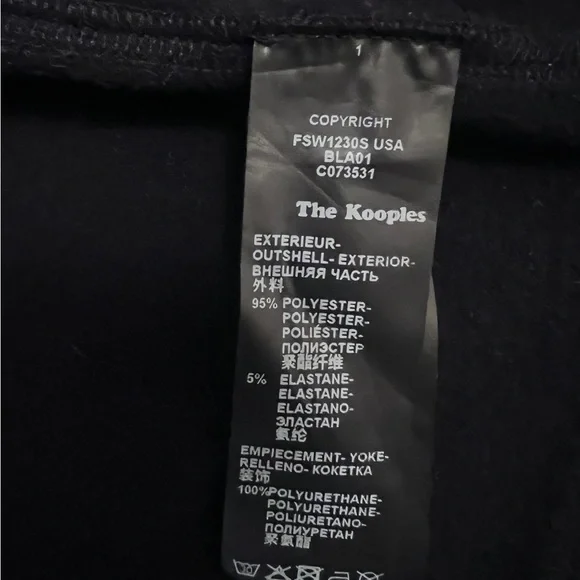 1
COPYRIGHT
FSW1230S USA
BLA01
C073531
The Kooples
EXTERIEUR-
OUTSHELL- EXTERIOR-
ВНЕШНЯЯ ЧАСТЬ
外料
95% POLYESTER-
POLYESTER-
POLIÉSTER-
ПОЛИЭСТЕР
聚酯纤维
5% ELASTANE-
ELASTANE-
ELASTANO-
ЭЛАСТАН
氨纶
EMPIECEMENT- YOKE-
RELLENO- КОКЕТКА
装饰
100%POLYURETHANE-
POLYURETHANE-
POLIURETANO-
ПОЛИУРЕТАН
聚氨酯